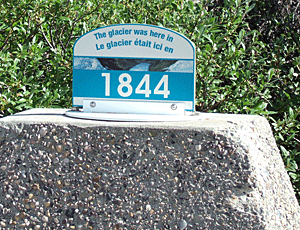 The glacier was here in
Le glacier était ici en
1844